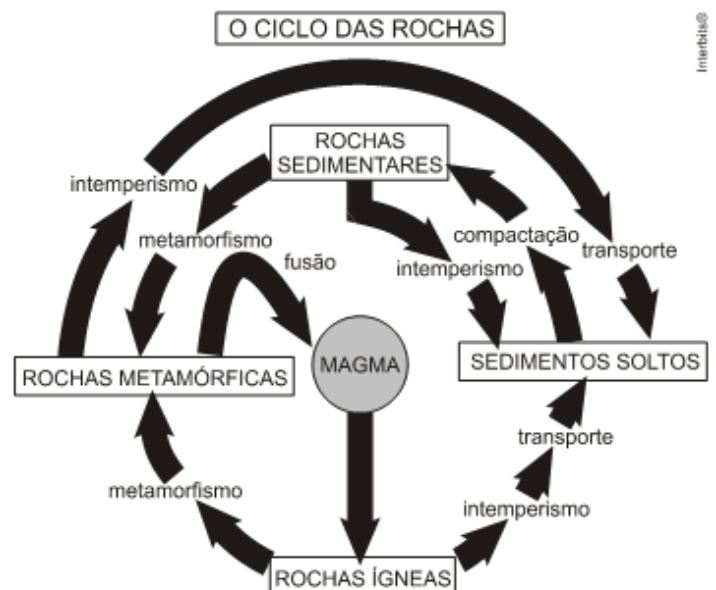 O CICLO DAS ROCHAS
Interbits®
ROCHAS
SEDIMENTARES
intemperismo
metamorfismo
fusão
compactação
intemperismo
transporte
ROCHAS METAMÓRFICAS
MAGMA
SEDIMENTOS SOLTOS
transporte
metamorfismo
intemperismo
ROCHAS ÍGNEAS